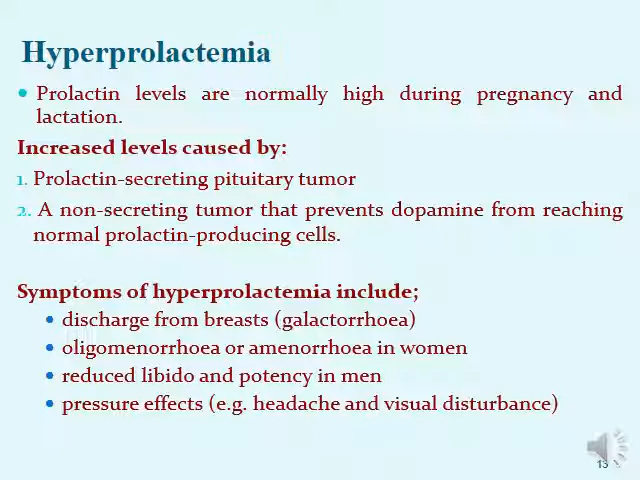 Hyperprolactemia
• Prolactin levels are normally high during pregnancy and
lactation.
Increased levels caused by:
1. Prolactin-secreting pituitary tumor
2. A non-secreting tumor that prevents dopamine from reaching
normal prolactin-producing cells.
Symptoms of hyperprolactemia include;
• discharge from breasts (galactorrhoea)
• oligomenorrhoea or amenorrhoea in women
• reduced libido and potency in men
• pressure effects (e.g. headache and visual disturbance)
13